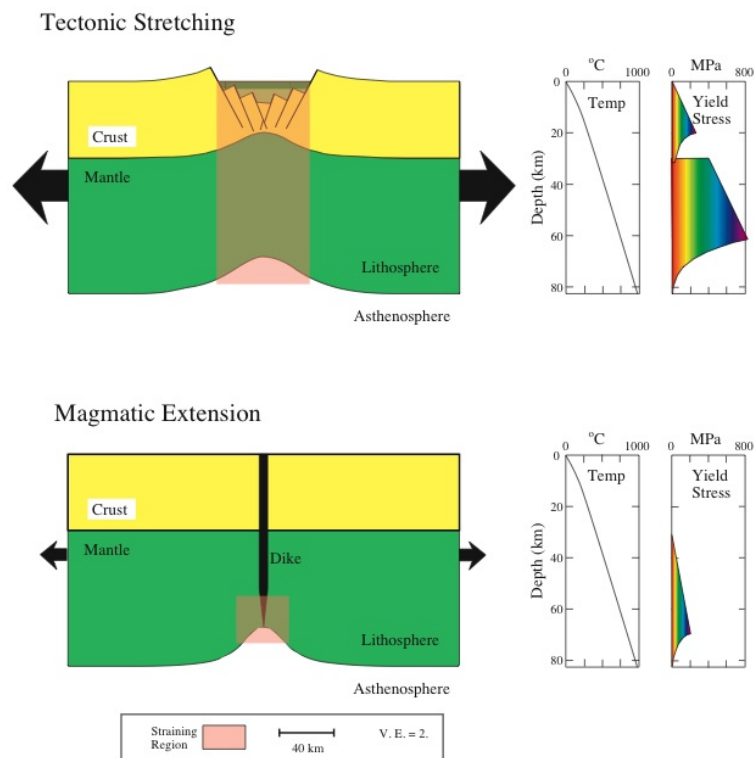 Tectonic Stretching
°C
MPa
0
1000
0
800
0
Temp
Yield
Stress
Crust
20
Mantle
Depth (km)
40
60
Lithosphere
80
Asthenosphere
Magmatic Extension
°C
MPa
0
1000
0
800
0
Temp
Yield
Stress
Crust
20
Mantle
Dike
Depth (km)
40
60
Lithosphere
80
Asthenosphere
Straining
Region
40 km
V. E. = 2.